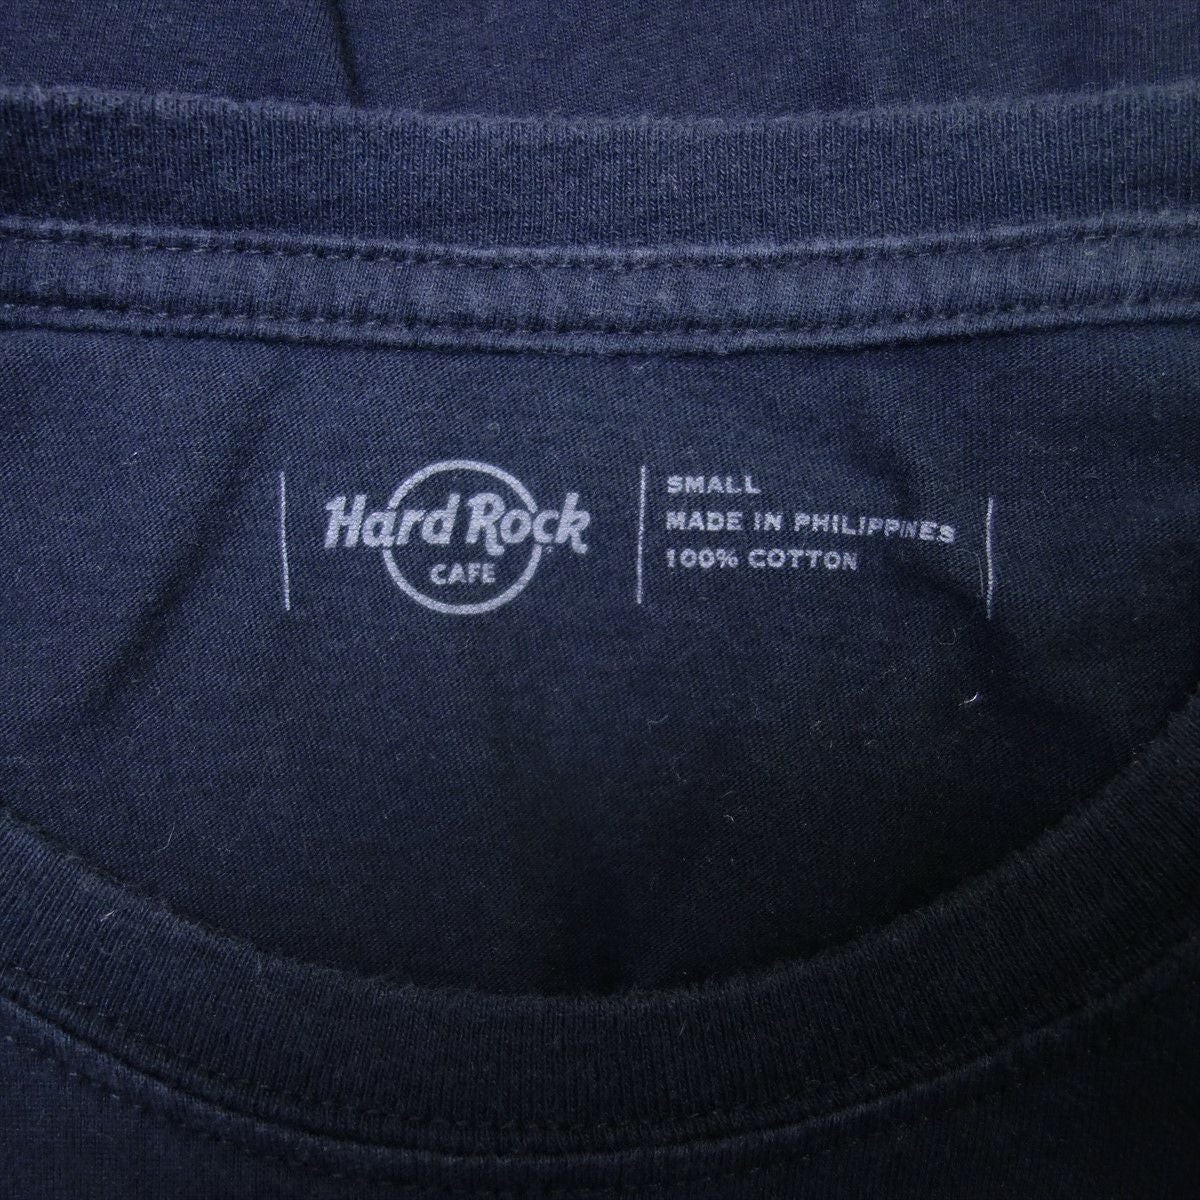 Hard Rock
CAFE
SMALL
MADE IN PHILIPPINES
100% COTTON